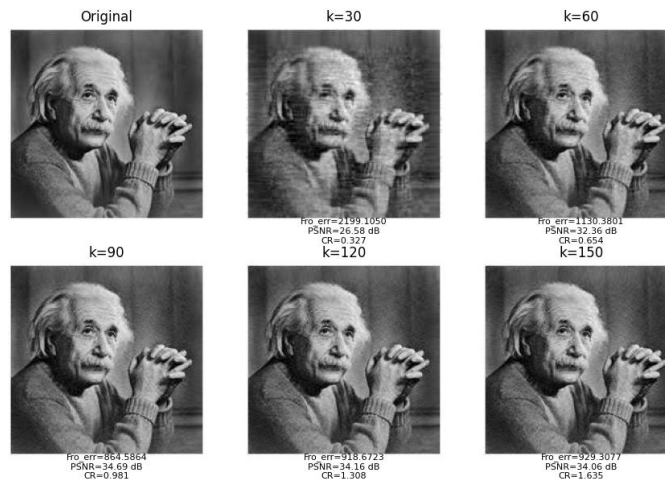 Original
k=30
k=60
Fro_err=2199.1050
PSNR=26.58 dB
CR=0.327
Fro_err=1130.3801
PSNR=32.36 dB
CR=0.654
k=90
k=120
k=150
Fro_err=864.5864
PSNR=34.69 dB
CR=0.981
Fro_err=918.6723
PSNR=34.16 dB
CR=1.308
Fro_err=929.3077
PSNR=34.06 dB
CR=1.635